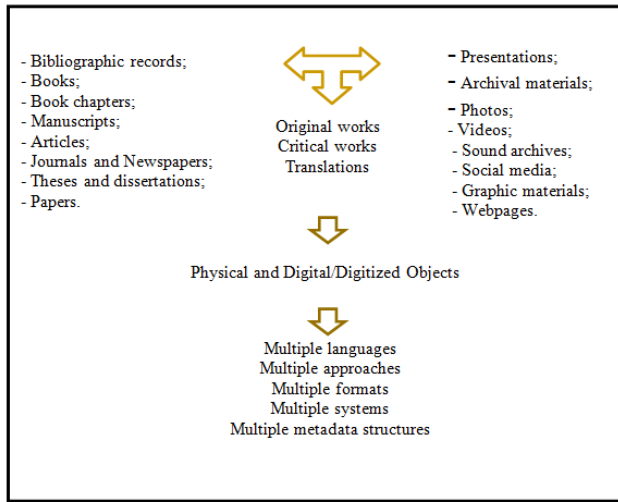 - Bibliographic records;
- Books;
- Book chapters;
- Manuscripts;
- Articles;
- Journals and Newspapers;
- Theses and dissertations;
- Papers.
Original works
Critical works
Translations
- Presentations;
- Archival materials;
- Photos;
- Videos;
- Sound archives;
- Social media;
- Graphic materials;
- Webpages.
Physical and Digital/Digitized Objects
Multiple languages
Multiple approaches
Multiple formats
Multiple systems
Multiple metadata structures